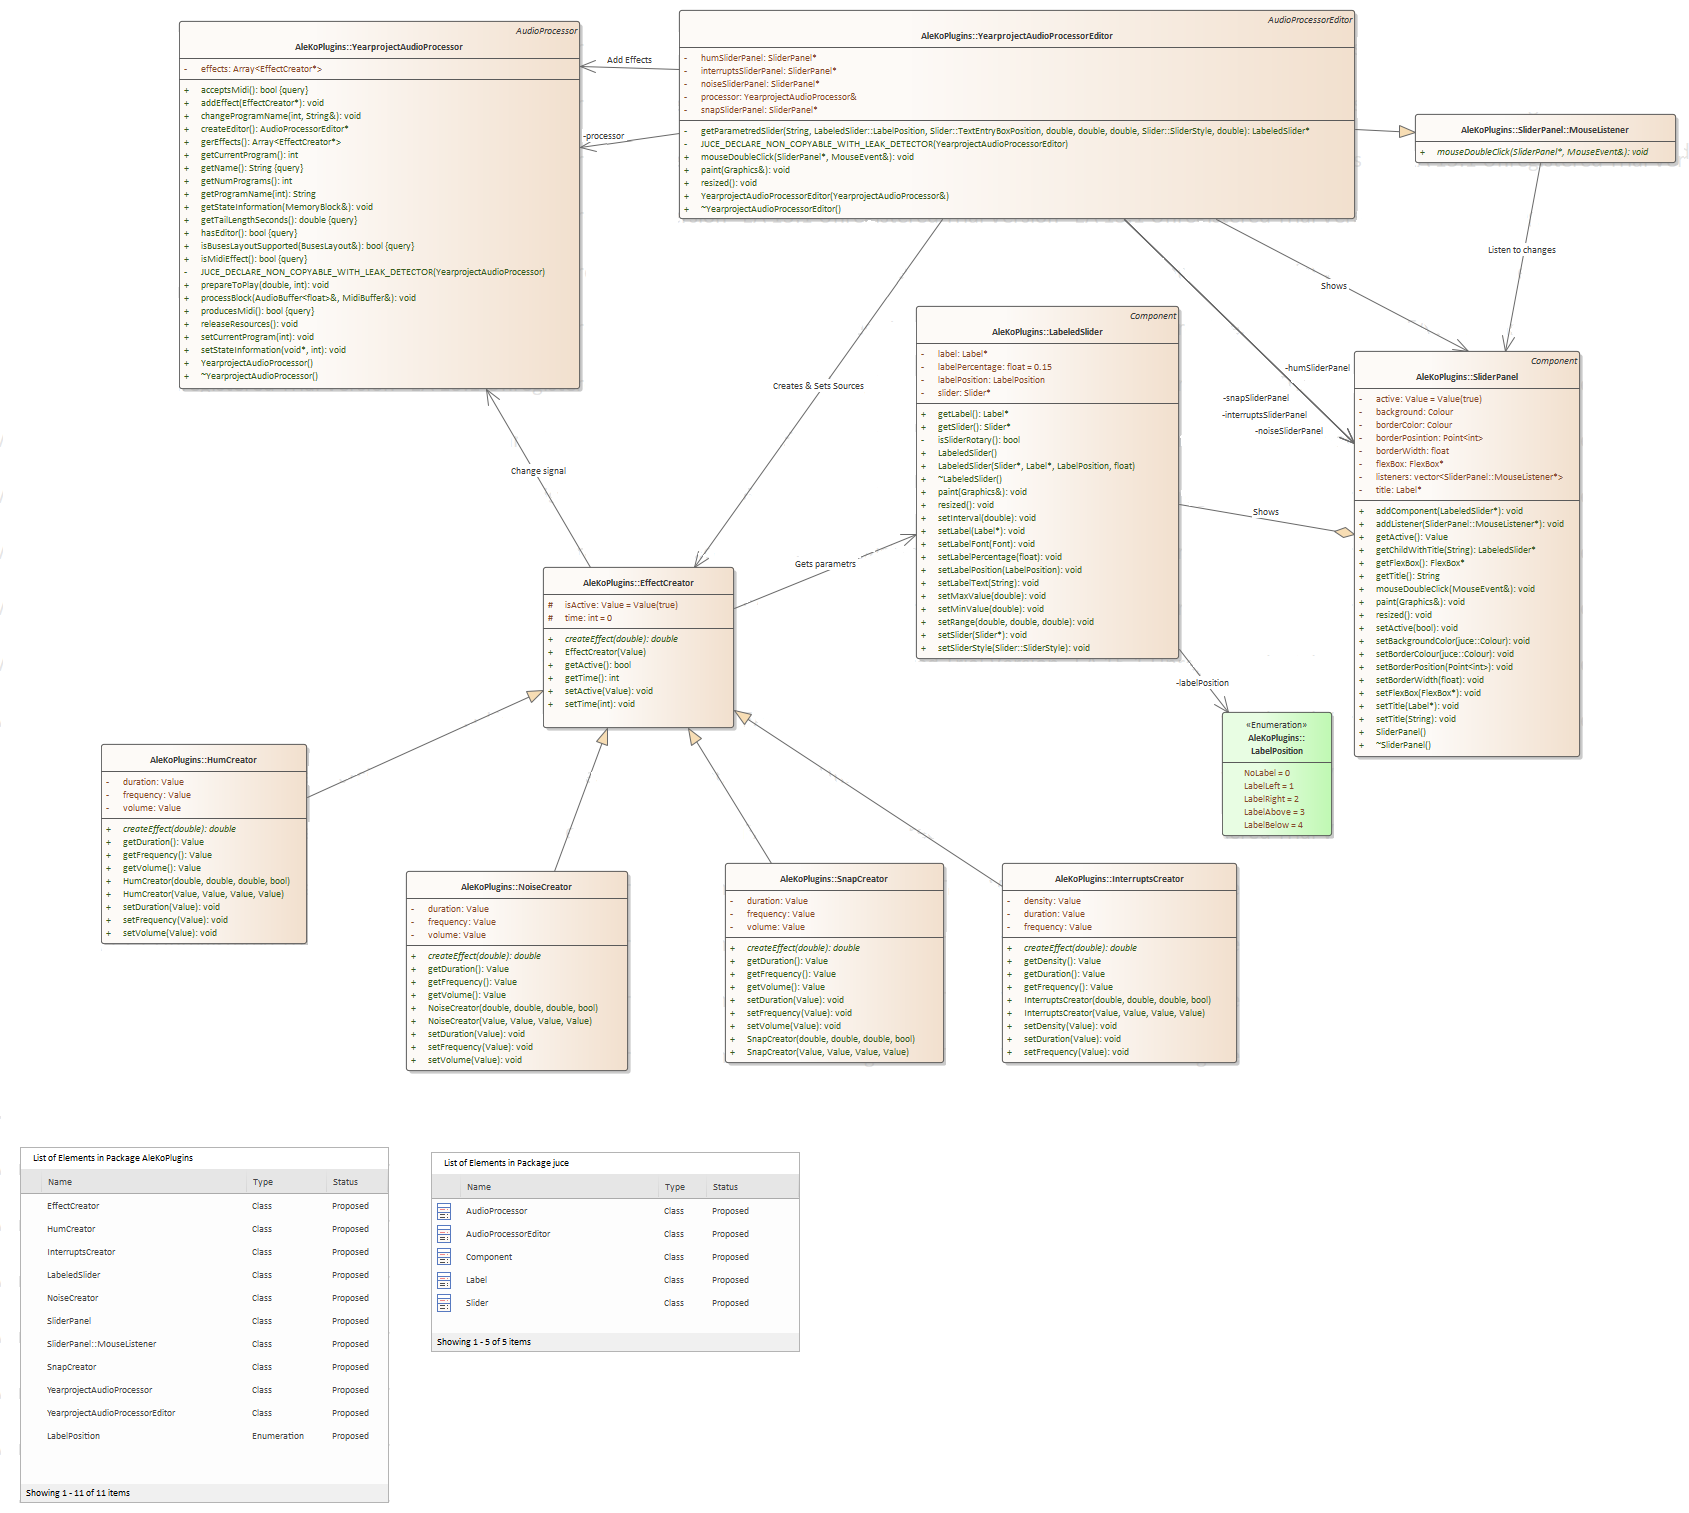 AudioProcessor
AleKoPlugins::YearprojectAudioProcessor
- effects: Array<EffectCreator*>
+ acceptsMidi(): bool {query}
+ addEffect(EffectCreator*): void
+ changeProgramName(int, String&): void
+ createEditor(): AudioProcessorEditor*
+ gerEffects(): Array<EffectCreator*>
+ getCurrentProgram(): int
+ getName(): String {query}
+ getNumPrograms(): int
+ getProgramName(int): String
+ getStateInformation(MemoryBlock&): void
+ getTailLengthSeconds(): double {query}
+ hasEditor(): bool {query}
+ isBusesLayoutSupported(BusesLayout&): bool {query}
+ isMidiEffect(): bool {query}
- JUCE_DECLARE_NON_COPYABLE_WITH_LEAK_DETECTOR(YearprojectAudioProcessor)
+ prepareToPlay(double, int): void
+ processBlock(AudioBuffer<float>&, MidiBuffer&): void
+ producesMidi(): bool {query}
+ releaseResources(): void
+ setCurrentProgram(int): void
+ setStateInformation(void*, int): void
+ YearprojectAudioProcessor()
+ ~YearprojectAudioProcessor()
Add Effects
-processor
AudioProcessorEditor
AleKoPlugins::YearprojectAudioProcessorEditor
- humSliderPanel: SliderPanel*
- interruptsSliderPanel: SliderPanel*
- noiseSliderPanel: SliderPanel*
- processor: YearprojectAudioProcessor&
- snapSliderPanel: SliderPanel*
- getParametredSlider(String, LabeledSlider::LabelPosition, Slider::TextEntryBoxPosition, double, double, double, Slider::SliderStyle, double): LabeledSlider*
- JUCE_DECLARE_NON_COPYABLE_WITH_LEAK_DETECTOR(YearprojectAudioProcessorEditor)
+ mouseDoubleClick(SliderPanel*, MouseEvent&): void
+ paint(Graphics&): void
+ resized(): void
+ YearprojectAudioProcessorEditor(YearprojectAudioProcessor&)
+ ~YearprojectAudioProcessorEditor()
AleKoPlugins::SliderPanel::MouseListener
+ mouseDoubleClick(SliderPanel*, MouseEvent&): void
Listen to changes
Shows
Creates & Sets Sources
-humSliderPanel
-snapSliderPanel
-interruptsSliderPanel
-noiseSliderPanel
Change signal
Component
AleKoPlugins::LabeledSlider
- label: Label*
- labelPercentage: float = 0.15
- labelPosition: LabelPosition
- slider: Slider*
+ getLabel(): Label*
+ getSlider(): Slider*
- isSliderRotary(): bool
+ LabeledSlider()
+ LabeledSlider(Slider*, Label*, LabelPosition, float)
+ ~LabeledSlider()
+ paint(Graphics&): void
+ resized(): void
+ setInterval(double): void
+ setLabel(Label*): void
+ setLabelFont(Font): void
+ setLabelPercentage(float): void
+ setLabelPosition(LabelPosition): void
+ setLabelText(String): void
+ setMaxValue(double): void
+ setMinValue(double): void
+ setRange(double, double, double): void
+ setSlider(Slider*): void
+ setSliderStyle(Slider::SliderStyle): void
Shows
Gets parametrs
-labelPosition
Component
AleKoPlugins::SliderPanel
- active: Value = Value(true)
- background: Colour
- borderColor: Colour
- borderPosintion: Point<int>
- borderWidth: float
- flexBox: FlexBox*
- listeners: vector<SliderPanel::MouseListener*>
- title: Label*
+ addComponent(LabeledSlider*): void
+ addListener(SliderPanel::MouseListener*): void
+ getActive(): Value
+ getChildWithTitle(String): LabeledSlider*
+ getFlexBox(): FlexBox*
+ getTitle(): String
+ mouseDoubleClick(MouseEvent&): void
+ paint(Graphics&): void
+ resized(): void
+ setActive(bool): void
+ setBackgroundColor(juce::Colour): void
+ setBorderColour(juce::Colour): void
+ setBorderPosition(Point<int>): void
+ setBorderWidth(float): void
+ setFlexBox(FlexBox*): void
+ setTitle(Label*): void
+ setTitle(String): void
+ SliderPanel()
+ ~SliderPanel()
AleKoPlugins::EffectCreator
# isActive: Value = Value(true)
# time: int = 0
+ createEffect(double): double
+ EffectCreator(Value)
+ getActive(): bool
+ getTime(): int
+ setActive(Value): void
+ setTime(int): void
«Enumeration»
AleKoPlugins::
LabelPosition
NoLabel = 0
LabelLeft = 1
LabelRight = 2
LabelAbove = 3
LabelBelow = 4
AleKoPlugins::HumCreator
- duration: Value
- frequency: Value
- volume: Value
+ createEffect(double): double
+ getDuration(): Value
+ getFrequency(): Value
+ getVolume(): Value
+ HumCreator(double, double, double, bool)
+ HumCreator(Value, Value, Value, Value)
+ setDuration(Value): void
+ setFrequency(Value): void
+ setVolume(Value): void
AleKoPlugins::NoiseCreator
- duration: Value
- frequency: Value
- volume: Value
+ createEffect(double): double
+ getDuration(): Value
+ getFrequency(): Value
+ getVolume(): Value
+ NoiseCreator(double, double, double, bool)
+ NoiseCreator(Value, Value, Value, Value)
+ setDuration(Value): void
+ setFrequency(Value): void
+ setVolume(Value): void
AleKoPlugins::SnapCreator
- duration: Value
- frequency: Value
- volume: Value
+ createEffect(double): double
+ getDuration(): Value
+ getFrequency(): Value
+ getVolume(): Value
+ setDuration(Value): void
+ setFrequency(Value): void
+ setVolume(Value): void
+ SnapCreator(double, double, double, bool)
+ SnapCreator(Value, Value, Value, Value)
AleKoPlugins::InterruptsCreator
- density: Value
- duration: Value
- frequency: Value
+ createEffect(double): double
+ getDensity(): Value
+ getDuration(): Value
+ getFrequency(): Value
+ InterruptsCreator(double, double, double, bool)
+ InterruptsCreator(Value, Value, Value, Value)
+ setDensity(Value): void
+ setDuration(Value): void
+ setFrequency(Value): void
List of Elements in Package AleKoPlugins
Name Type Status
EffectCreator Class Proposed
HumCreator Class Proposed
InterruptsCreator Class Proposed
LabeledSlider Class Proposed
NoiseCreator Class Proposed
SliderPanel Class Proposed
SliderPanel::MouseListener Class Proposed
SnapCreator Class Proposed
YearprojectAudioProcessor Class Proposed
YearprojectAudioProcessorEditor Class Proposed
LabelPosition Enumeration Proposed
Showing 1 - 11 of 11 items
List of Elements in Package juce
Name Type Status
AudioProcessor Class Proposed
AudioProcessorEditor Class Proposed
Component Class Proposed
Label Class Proposed
Slider Class Proposed
Showing 1 - 5 of 5 items